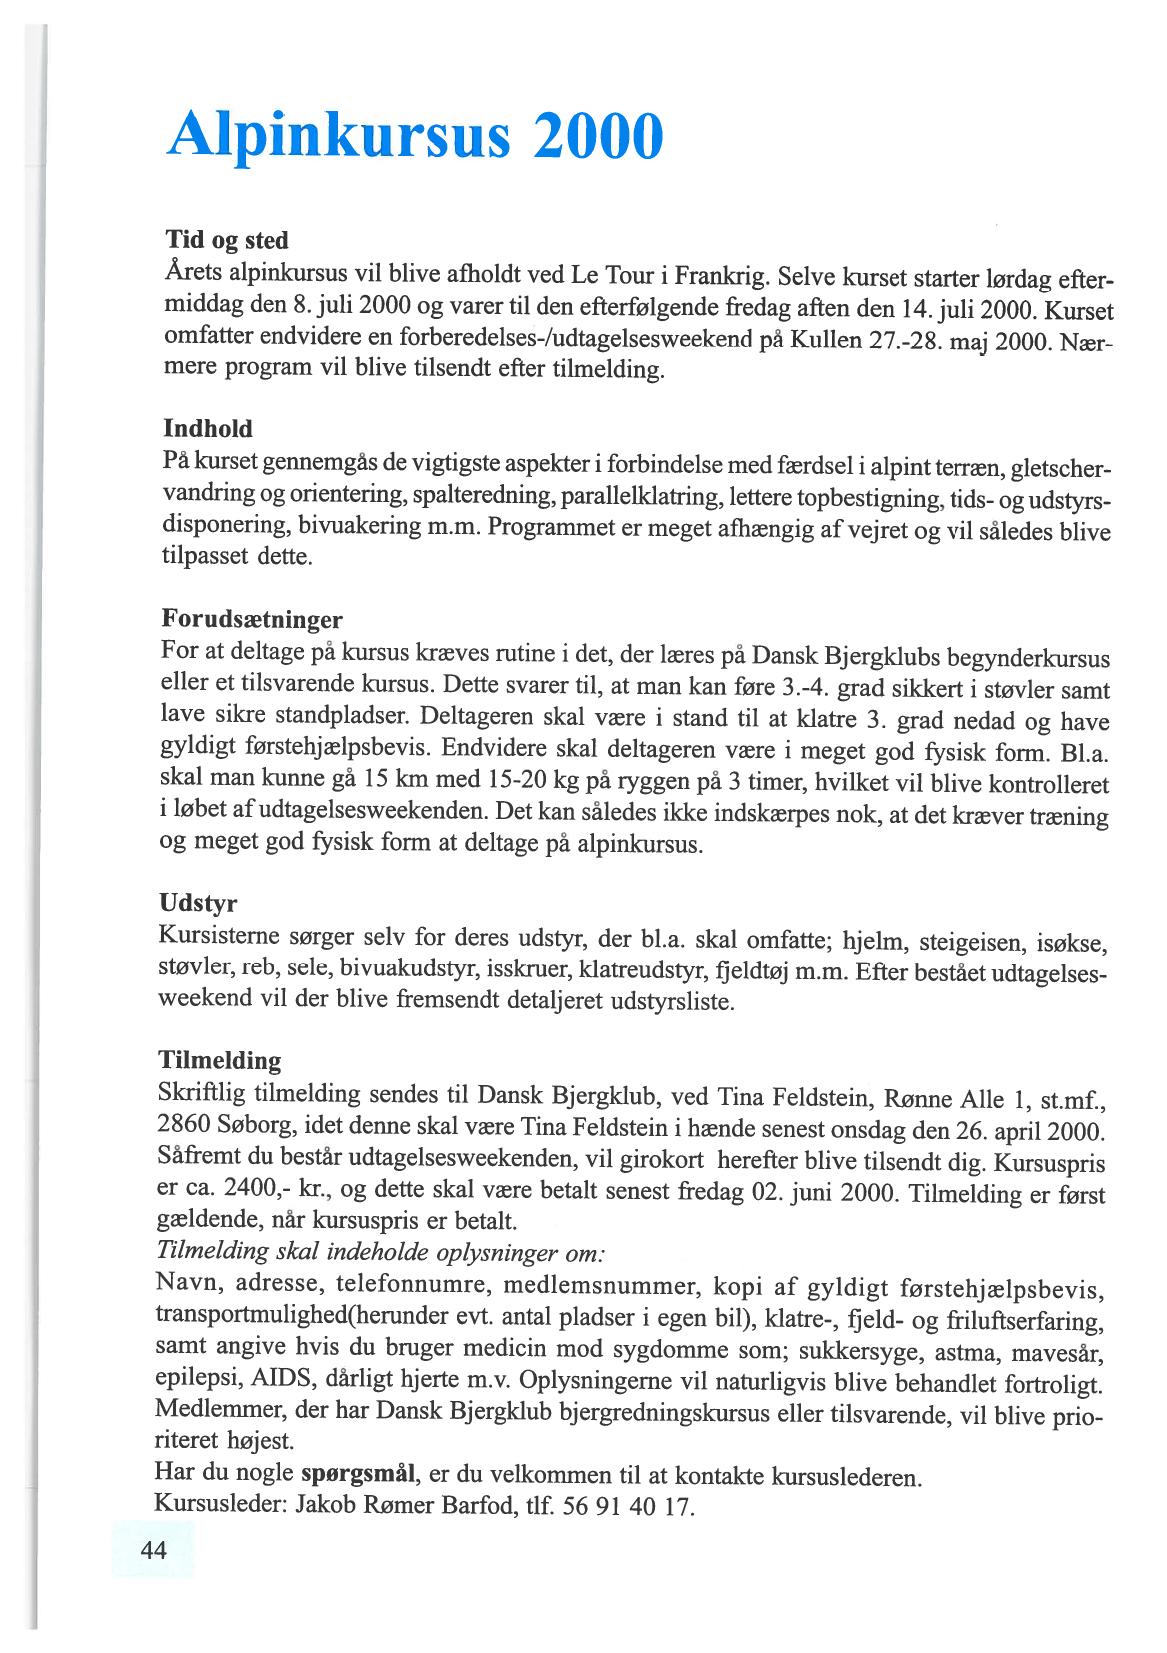 Alpinkursus 2000
Tid og sted
Årets alpinkursus vil blive afholdt ved Le Tour i Frankrig. Selve kurset starter lørdag efter-
middag den 8. juli 2000 og varer til den efterfølgende fredag aften den 14. juli 2000. Kurset
omfatter endvidere en forberedelses-/udtagelsesweekend på Kullen 27.-28. maj 2000. Nær-
mere program vil blive tilsendt efter tilmelding.
Indhold
På kurset gennemgås de vigtigste aspekter i forbindelse med færdsel i alpint terræn, gletscher-
vandring og orientering, spalteredning, parallelklatring, lettere topbestigning, tids- og udstyrs-
disponering, bivuakering m.m. Programmet er meget afhængig af vejret og vil således blive
tilpasset dette.
Forudsætninger
For at deltage på kursus kræves rutine i det, der læres på Dansk Bjergklubs begynderkursus
eller et tilsvarende kursus. Dette svarer til, at man kan føre 3.-4. grad sikkert i støvler samt
lave sikre standpladser. Deltageren skal være i stand til at klatre 3. grad nedad og have
gyldigt førstehjælpsbevis. Endvidere skal deltageren være i meget god fysisk form. Bl.a.
skal man kunne gå 15 km med 15-20 kg på ryggen på 3 timer, hvilket vil blive kontrolleret
i løbet af udtagelsesweekenden. Det kan således ikke indskærpes nok, at det kræver træning
og meget god fysisk form at deltage på alpinkursus.
Udstyr
Kursisterne sørger selv for deres udstyr, der bl.a. skal omfatte; hjelm, steigeisen, isøkse,
støvler, reb, sele, bivuakudstyr, isskruer, klatreudstyr, fjeldtøj m.m. Efter bestået udtagelses-
weekend vil der blive fremsendt detaljeret udstyrsliste.
Tilmelding
Skriftlig tilmelding sendes til Dansk Bjergklub, ved Tina Feldstein, Rønne Alle 1, st.mf.,
2860 Søborg, idet denne skal være Tina Feldstein i hænde senest onsdag den 26. april 2000.
Såfremt du består udtagelsesweekenden, vil girokort herefter blive tilsendt dig. Kursuspris
er ca. 2400,- kr., og dette skal være betalt senest fredag 02. juni 2000. Tilmelding er først
gældende, når kursuspris er betalt.
Tilmelding skal indeholde oplysninger om:
Navn, adresse, telefonnumre, medlemsnummer, kopi af gyldigt førstehjælpsbevis,
transportmulighed(herunder evt. antal pladser i egen bil), klatre-, fjeld- og friluftserfaring,
samt angive hvis du bruger medicin mod sygdomme som; sukkersyge, astma, mavesår,
epilepsi, AIDS, dårligt hjerte m.v. Oplysningerne vil naturligvis blive behandlet fortroligt.
Medlemmer, der har Dansk Bjergklub bjergredningskursus eller tilsvarende, vil blive prio-
riteret højest.
Har du nogle spørgsmål, er du velkommen til at kontakte kursuslederen.
Kursusleder: Jakob Rømer Barfod, tlf. 56 91 40 17.
44